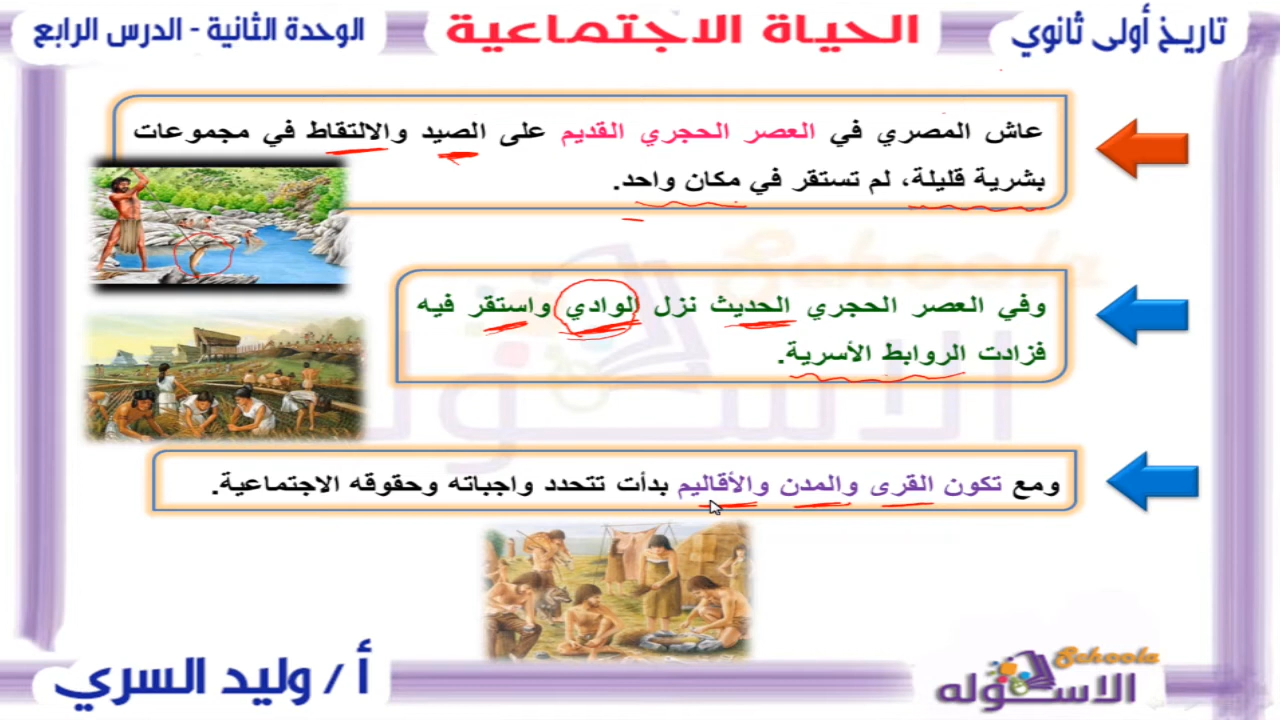 تاريخ أولى ثانوي
الحياة الاجتماعية
الوحدة الثانية - الدرس الرابع
عاش المصري في العصر الحجري القديم على الصيد والالتقاط في مجموعات
بشرية قليلة، لم تستقر في مكان واحد.
وفي العصر الحجري الحديث نزل الوادي واستقر فيه
فزادت الروابط الأسرية.
ومع تكون القرى والمدن والأقاليم بدأت تتحدد واجباته وحقوقه الاجتماعية.
أ / وليد السري
Schoola
الاسكوله